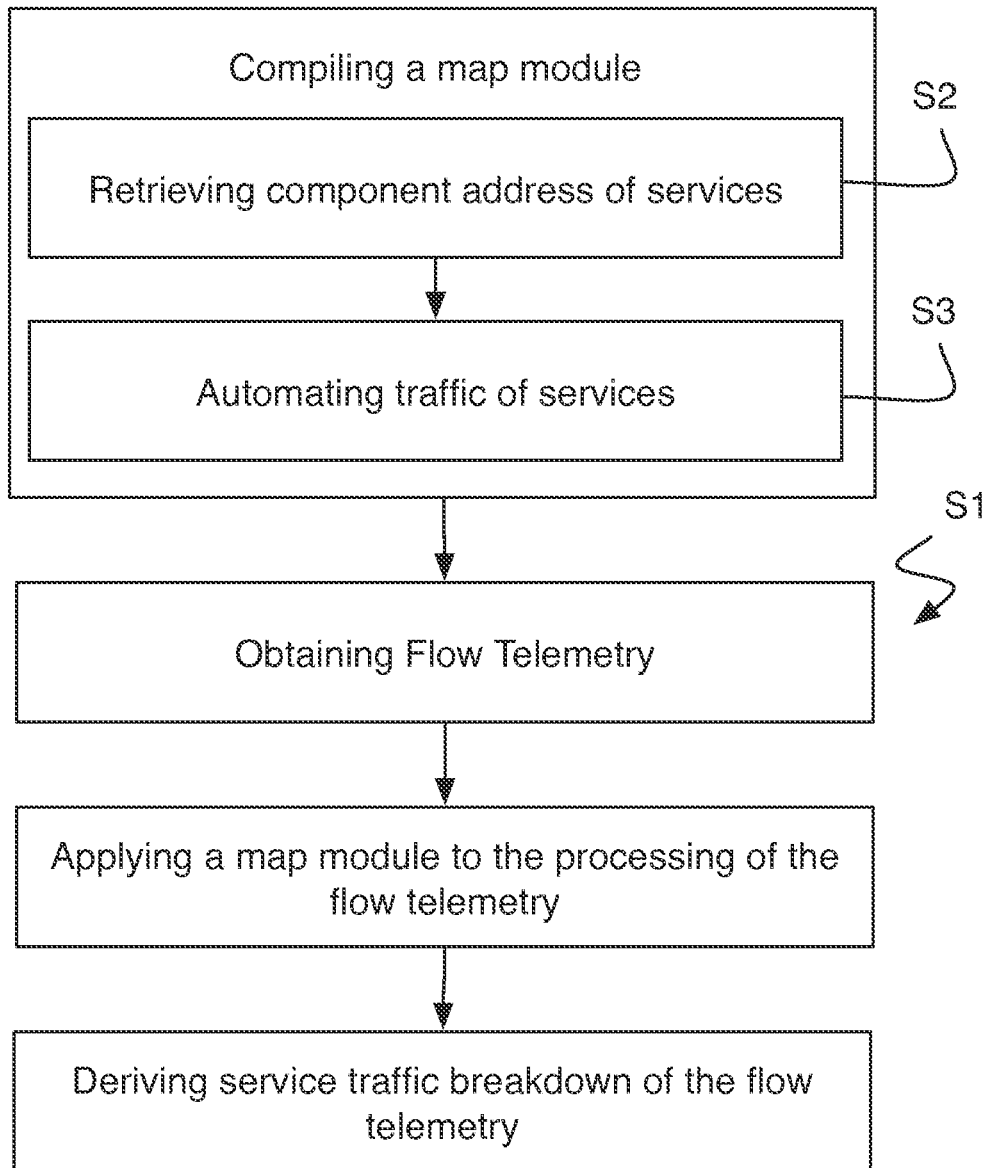 Compiling a map module
S2
Retrieving component address of services
S3
Automating traffic of services
S1
Obtaining Flow Telemetry
Applying a map module to the processing of the
flow telemetry
Deriving service traffic breakdown of the flow
telemetry